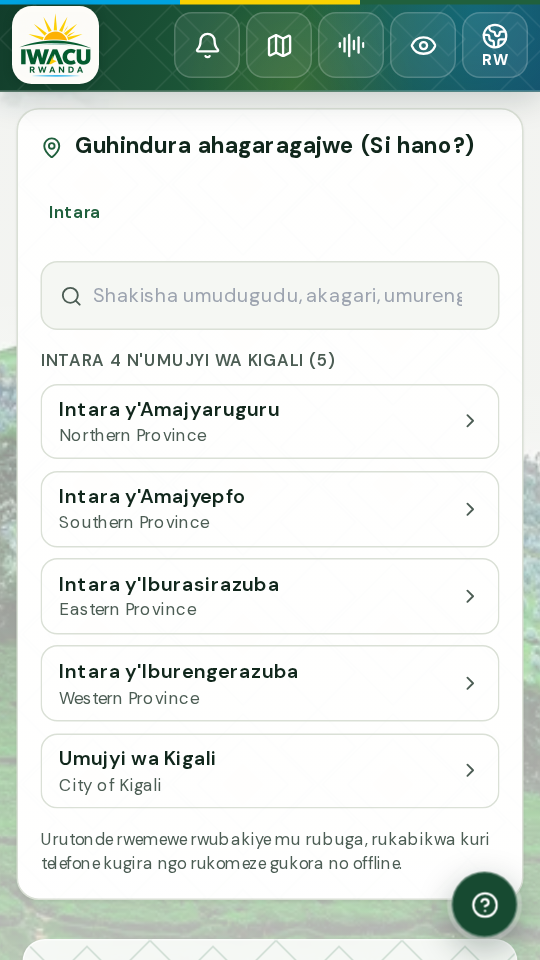 IWACU
RWANDA
RW
Guhindura ahagaragajwe (Si hano?)
Intara
Shakisha umudugudu, akagari, umureng
INTARA 4 N'UMUJYI WA KIGALI (5)
Intara y'Amajyaruguru
Northern Province
Intara y'Amajyepfo
Southern Province
Intara y'Iburasirazuba
Eastern Province
Intara y'Iburengerazuba
Western Province
Umujyi wa Kigali
City of Kigali
Urutonde rwemewe rwubakiye mu rubuga, rukabikwa kuri
telefone kugira ngo rukomeze gukora no offline.